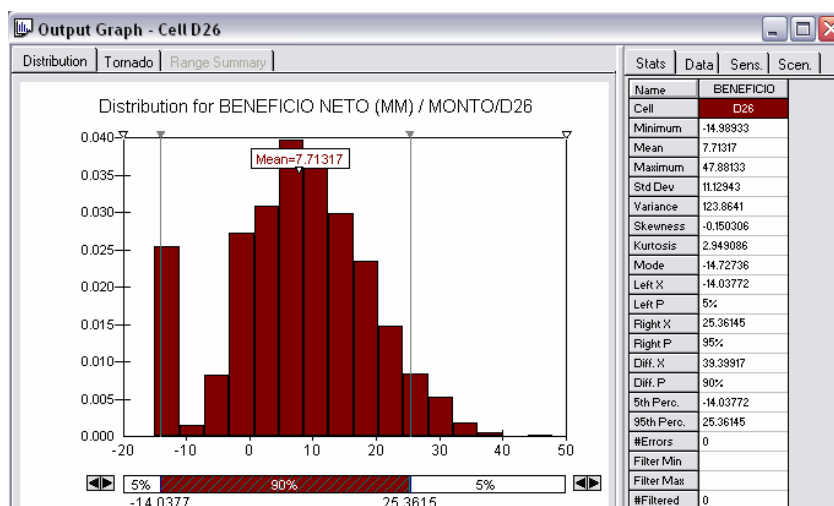 Output Graph - Cell D26
Distribution
Tornado
Range Summary
Distribution for BENEFICIO NETO (MM) / MONTO/D26
Mean=7.71317
0.040
0.035
0.030
0.025
0.020
0.015
0.010
0.005
0.000
-20 -10 0 10 20 30 40 50
5% 90% 5%
-14.0377 25.3615
Stats Data Sens. Scen.
Name BENEFICIO
Cell D26
Minimum -14.98933
Mean 7.71317
Maximum 47.88133
Std Dev 11.12943
Variance 123.8641
Skewness -0.150306
Kurtosis 2.949086
Mode -14.72736
Left X -14.03772
Left P 5%
Right X 25.36145
Right P 95%
Diff. X 39.39917
Diff. P 90%
5th Perc. -14.03772
95th Perc. 25.36145
#Errors 0
Filter Min
Filter Max
#Filtered 0